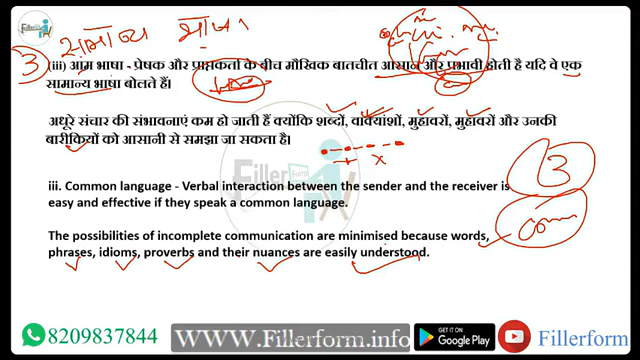 सामान्य भाषा
3
(iii) आम भाषा - प्रेषक और प्राप्तकर्ता के बीच मौखिक बातचीत आसान और प्रभावी होती है यदि वे एक
सामान्य भाषा बोलते हैं।
अधूरे संचार की संभावनाएं कम हो जाती हैं क्योंकि शब्दों, वाक्यांशों, मुहावरों, मुहावरों और उनकी
बारीकियों को आसानी से समझा जा सकता है।
Filler
form
iii. Common language - Verbal interaction between the sender and the receiver is
easy and effective if they speak a common language.
3
The possibilities of incomplete communication are minimised because words,
phrases, idioms, proverbs and their nuances are easily understood.
8209837844
WWW.Fillerform.info
GET IT ON
Google Play
Fillerform